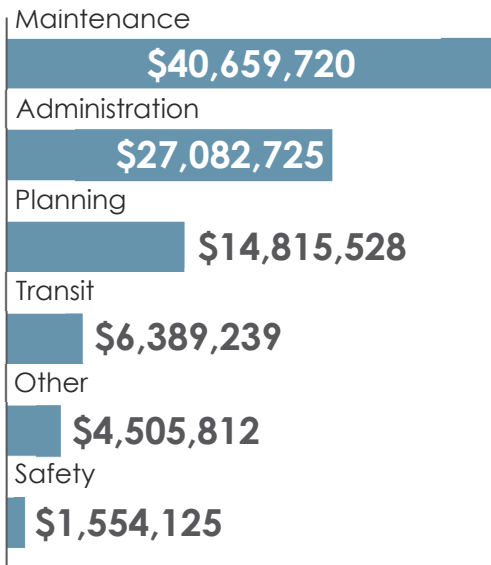 Maintenance
$40,659,720
Administration
$27,082,725
Planning
$14,815,528
Transit
$6,389,239
Other
$4,505,812
Safety
$1,554,125